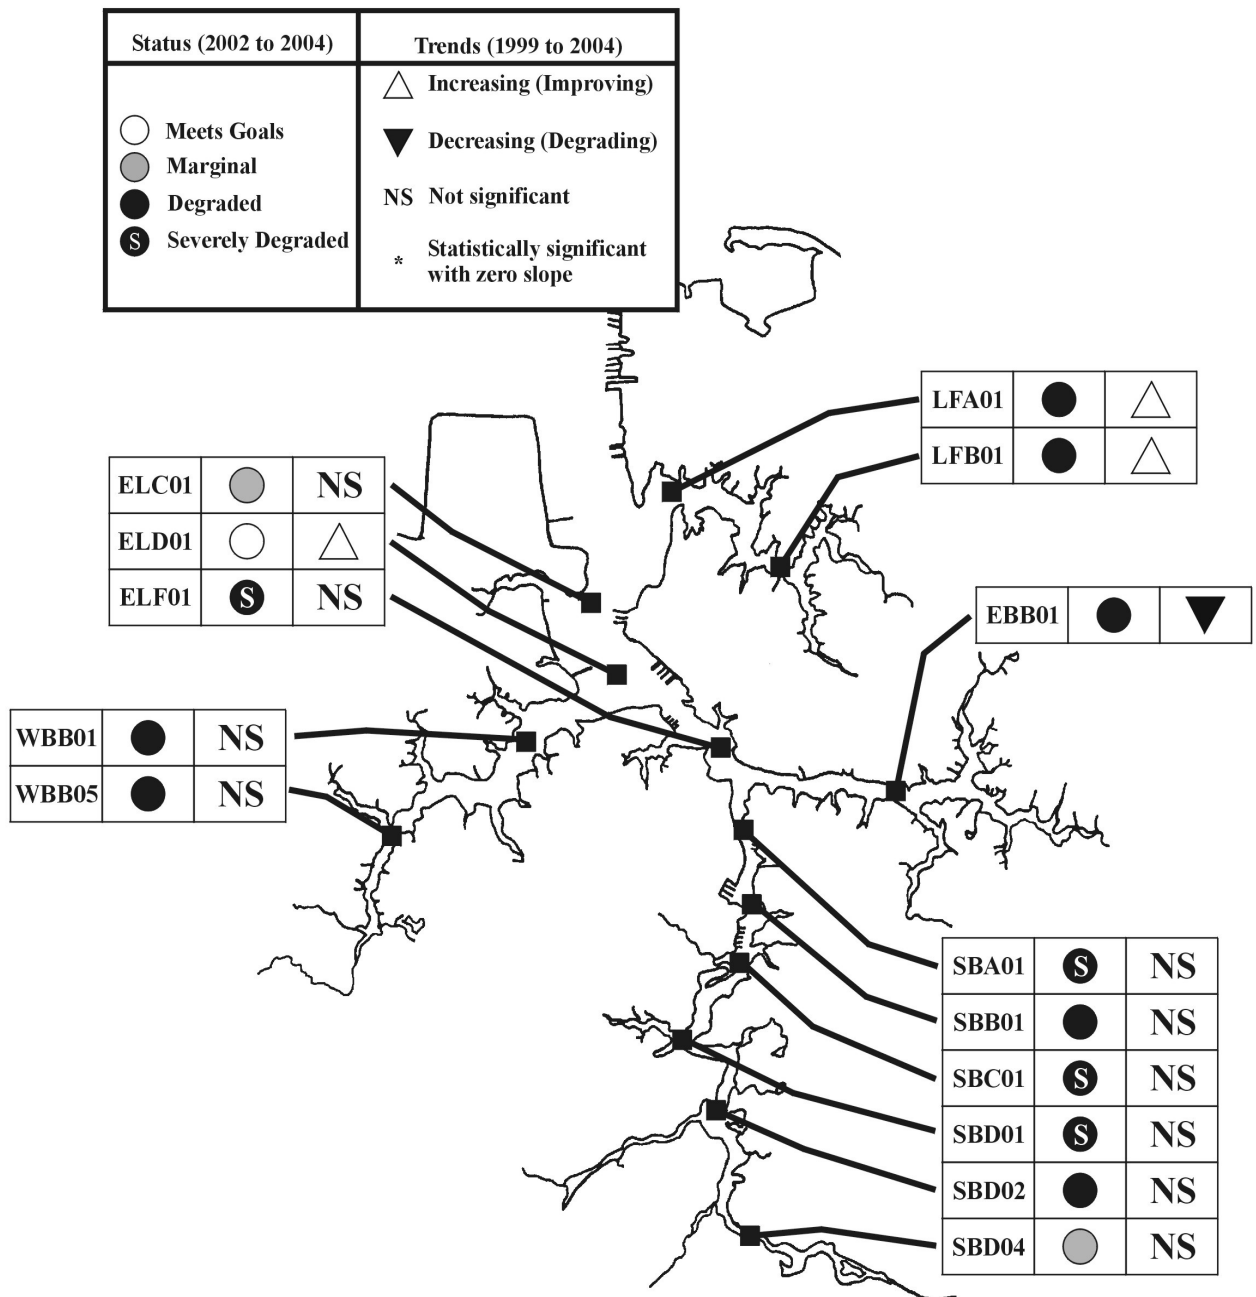 Status (2002 to 2004)
Trends (1999 to 2004)
Meets Goals
Marginal
Degraded
S Severely Degraded
Increasing (Improving)
Decreasing (Degrading)
NS Not significant
* Statistically significant
with zero slope
LFA01
LFB01
ELC01 NS
ELD01
ELF01 S NS
EBB01
WBB01 NS
WBB05 NS
SBA01 S NS
SBB01 NS
SBC01 S NS
SBD01 S NS
SBD02 NS
SBD04 NS